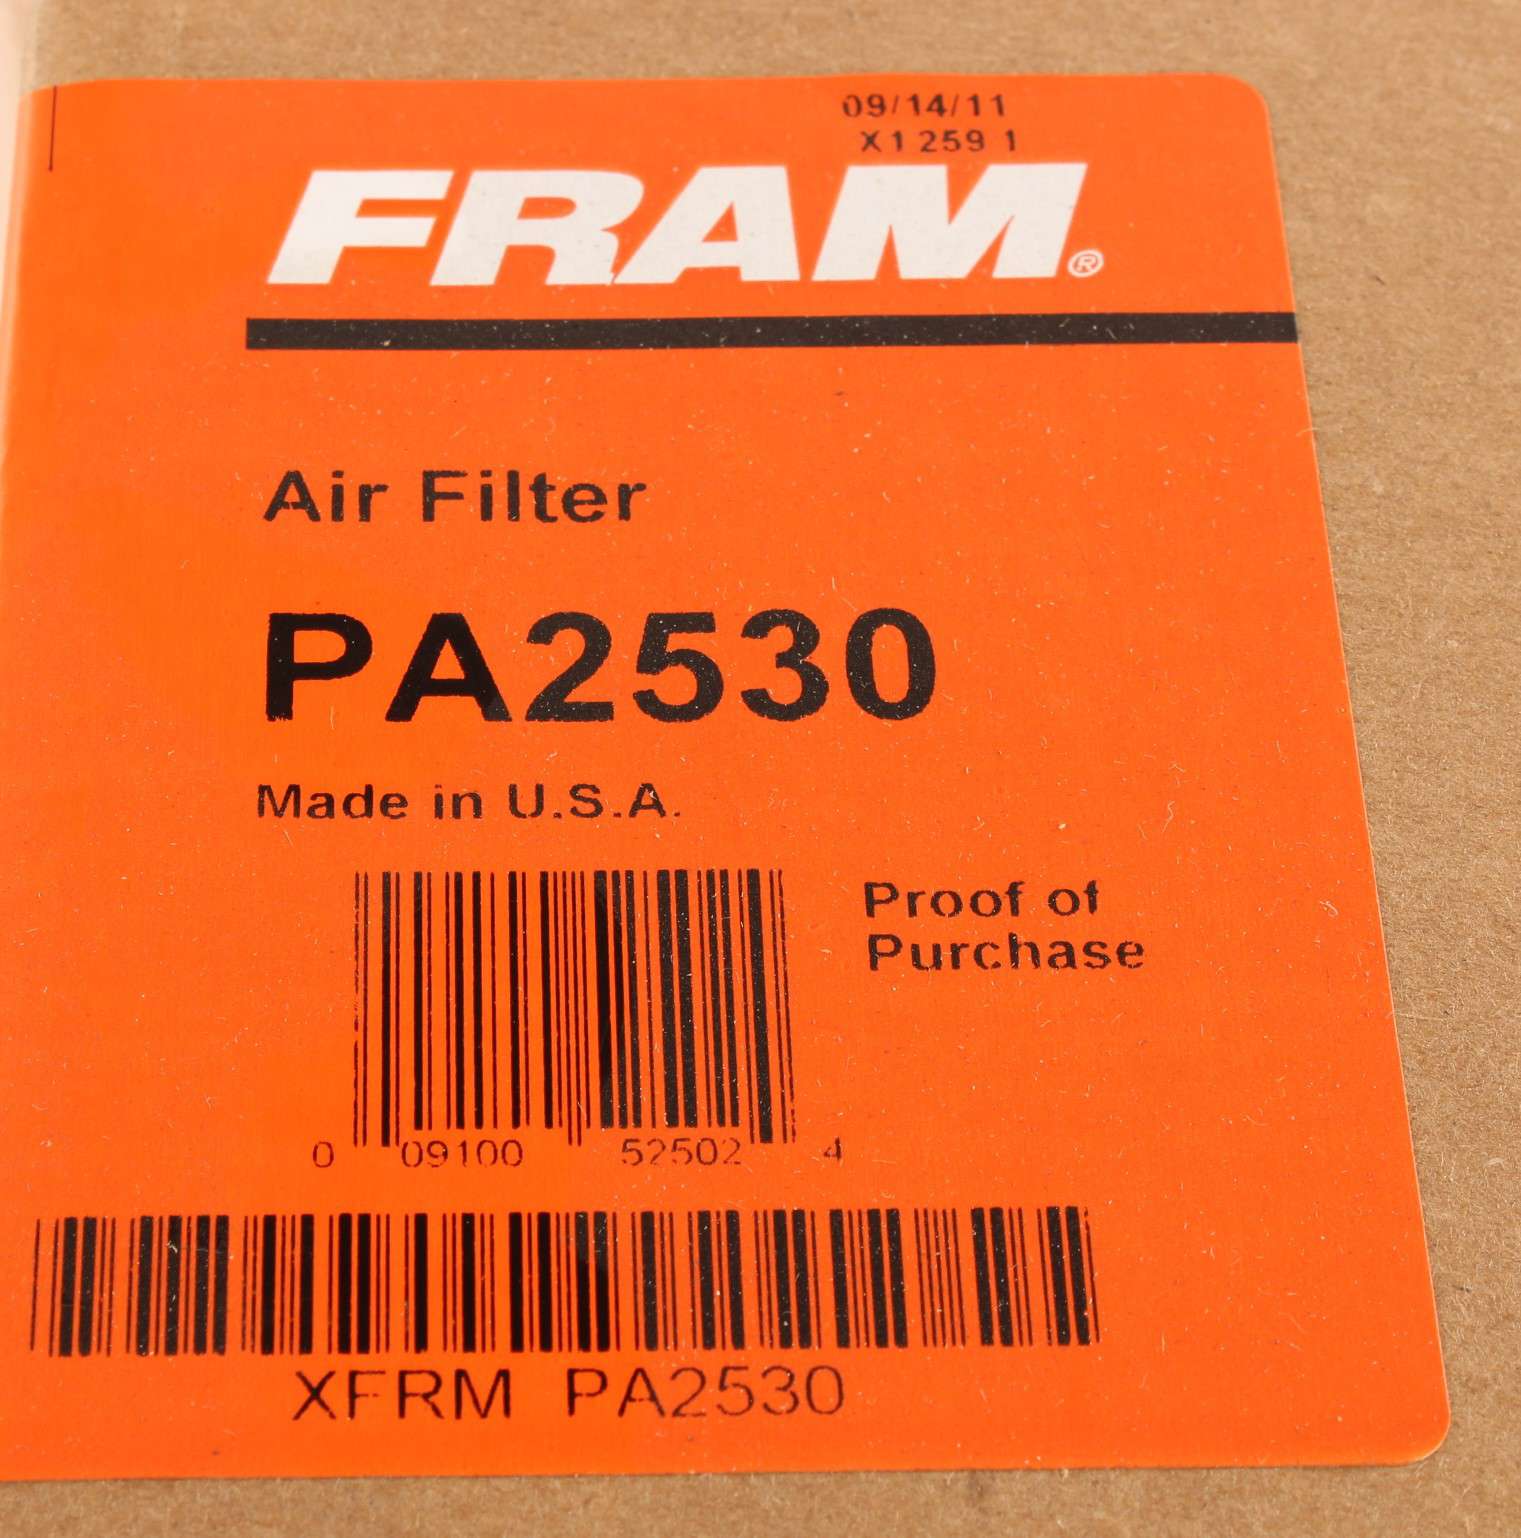 09/14/11
X1 259 1
FRAM®
Air Filter
PA2530
Made in U.S.A.
Proof of
Purchase
0 09100 52502 4
XFRM PA2530